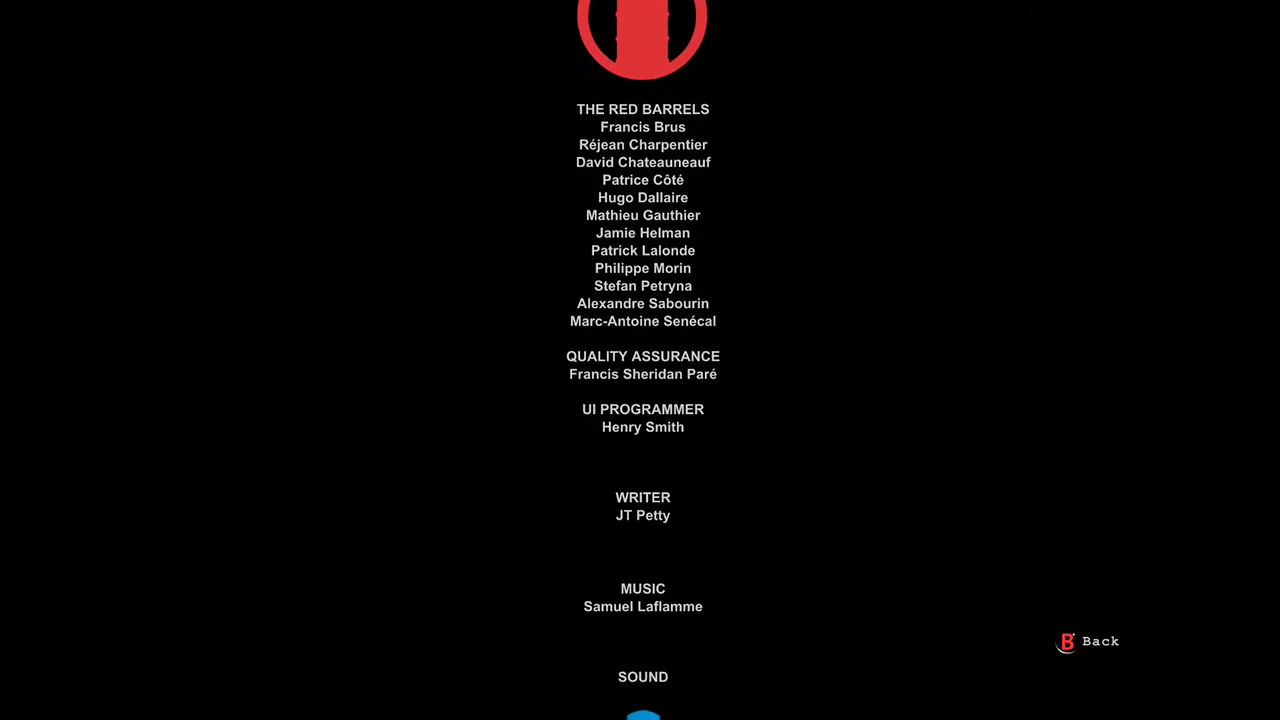 THE RED BARRELS
Francis Brus
Réjean Charpentier
David Chateauneuf
Patrice Côté
Hugo Dallaire
Mathieu Gauthier
Jamie Helman
Patrick Lalonde
Philippe Morin
Stefan Petryna
Alexandre Sabourin
Marc-Antoine Senécal
QUALITY ASSURANCE
Francis Sheridan Paré
UI PROGRAMMER
Henry Smith
WRITER
JT Petty
MUSIC
Samuel Laflamme
B Back
SOUND